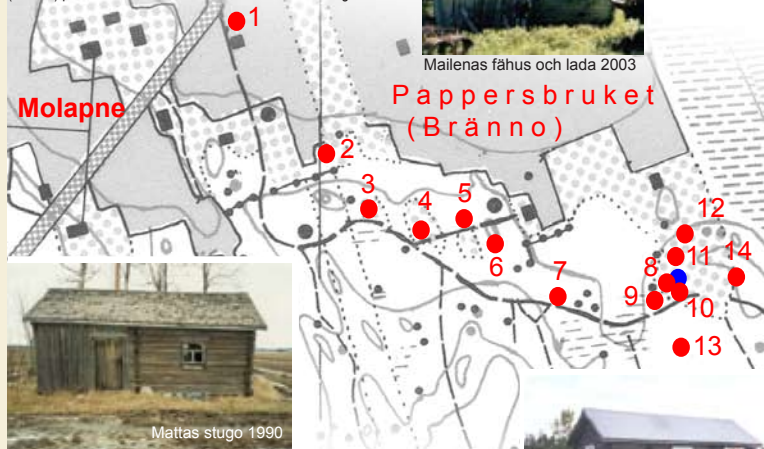 1
Mailenas fähus och lada 2003
Pappersbruket
(Bränno)
Molapne
2
3
4
5
6
7
8
9
10
11
12
13
14
Mattas stugo 1990